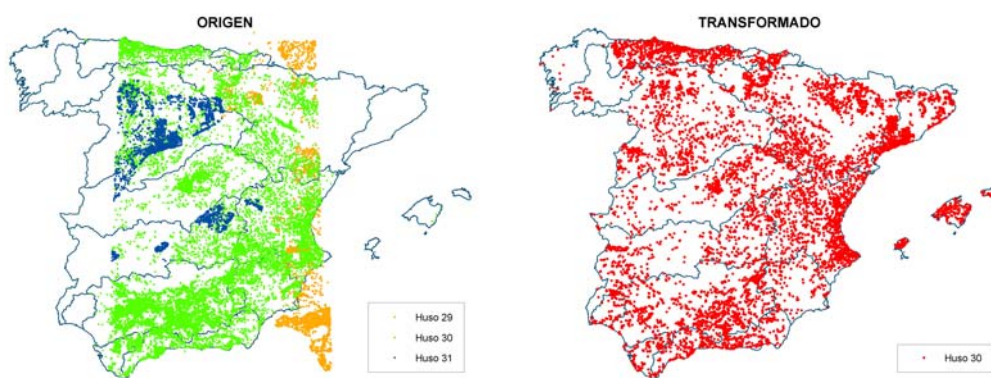 ORIGEN
TRANSFORMADO
Huso 29
Huso 30
Huso 31
Huso 30